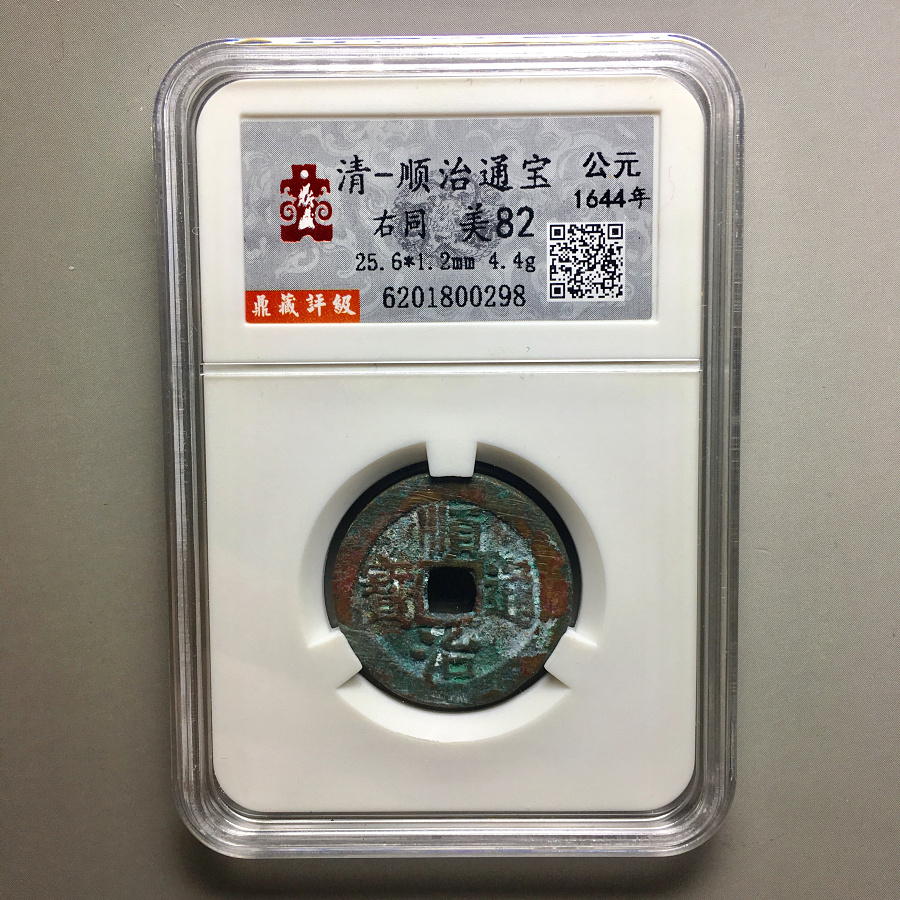 清-顺治通宝
公元
1644年
右同 美82
25.6*1.2mm 4.4g
6201800298
鼎藏評級
順治通寶